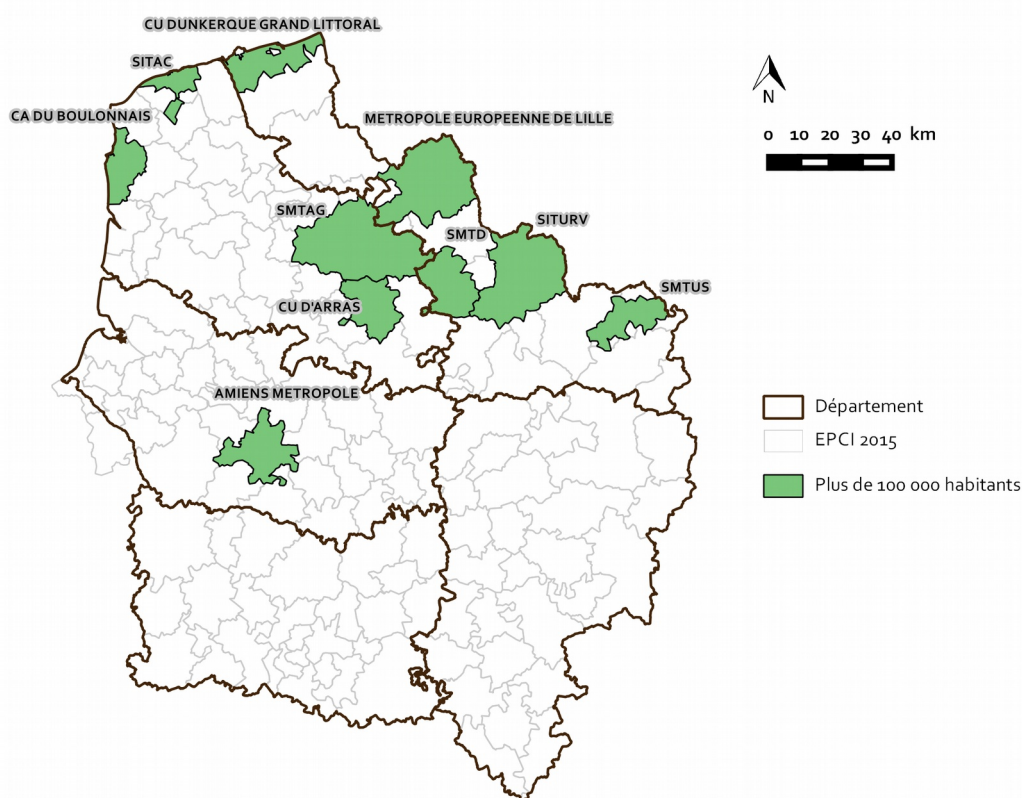 CU DUNKERQUE GRAND LITTORAL
SITAC
CA DU BOULONNAIS
METROPOLE EUROPEENNE DE LILLE
SMTAG
SITURV
SMTD
SMTUS
CU D'ARRAS
AMIENS METROPOLE
N
0 10 20 30 40 km
Département
EPCI 2015
Plus de 100 000 habitants